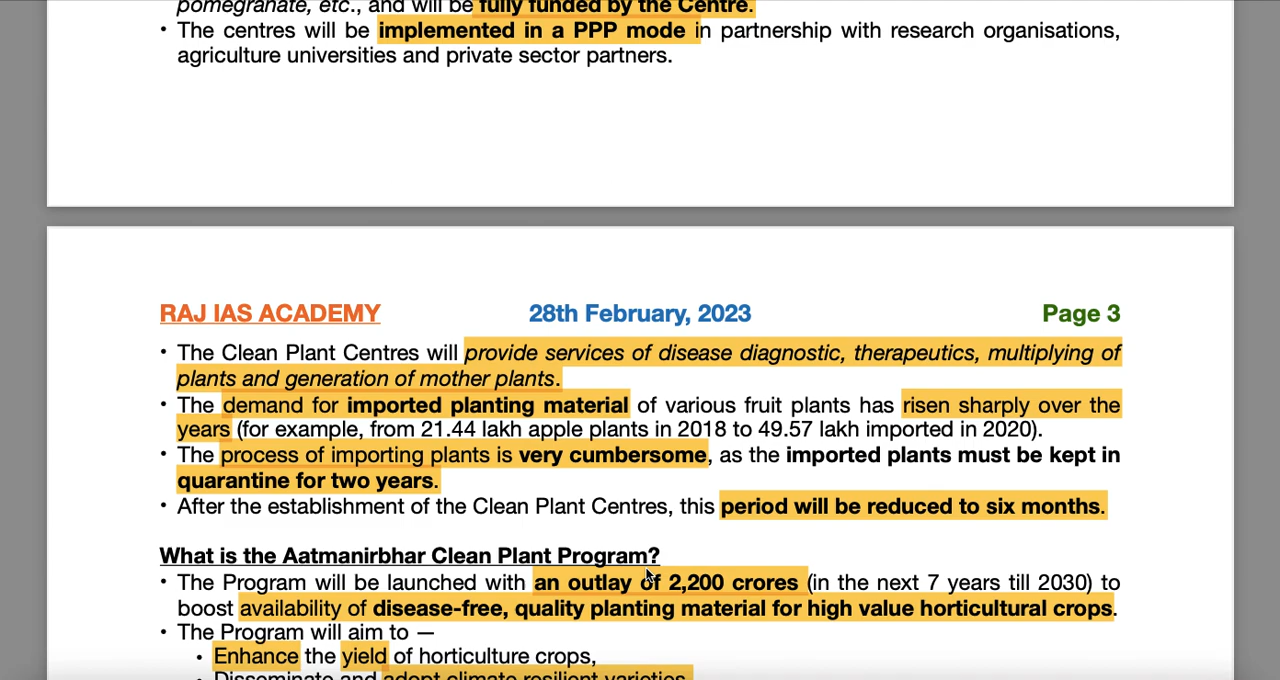 pomegranate, etc., and will be fully funded by the Centre.
• The centres will be implemented in a PPP mode in partnership with research organisations,
agriculture universities and private sector partners.
RAJ IAS ACADEMY 28th February, 2023 Page 3
• The Clean Plant Centres will provide services of disease diagnostic, therapeutics, multiplying of
plants and generation of mother plants.
• The demand for imported planting material of various fruit plants has risen sharply over the
years (for example, from 21.44 lakh apple plants in 2018 to 49.57 lakh imported in 2020).
• The process of importing plants is very cumbersome, as the imported plants must be kept in
quarantine for two years.
• After the establishment of the Clean Plant Centres, this period will be reduced to six months.
What is the Aatmanirbhar Clean Plant Program?
• The Program will be launched with an outlay of 2,200 crores (in the next 7 years till 2030) to
boost availability of disease-free, quality planting material for high value horticultural crops.
• The Program will aim to —
• Enhance the yield of horticulture crops,
• Disseminate and adopt climate resilient varieties,